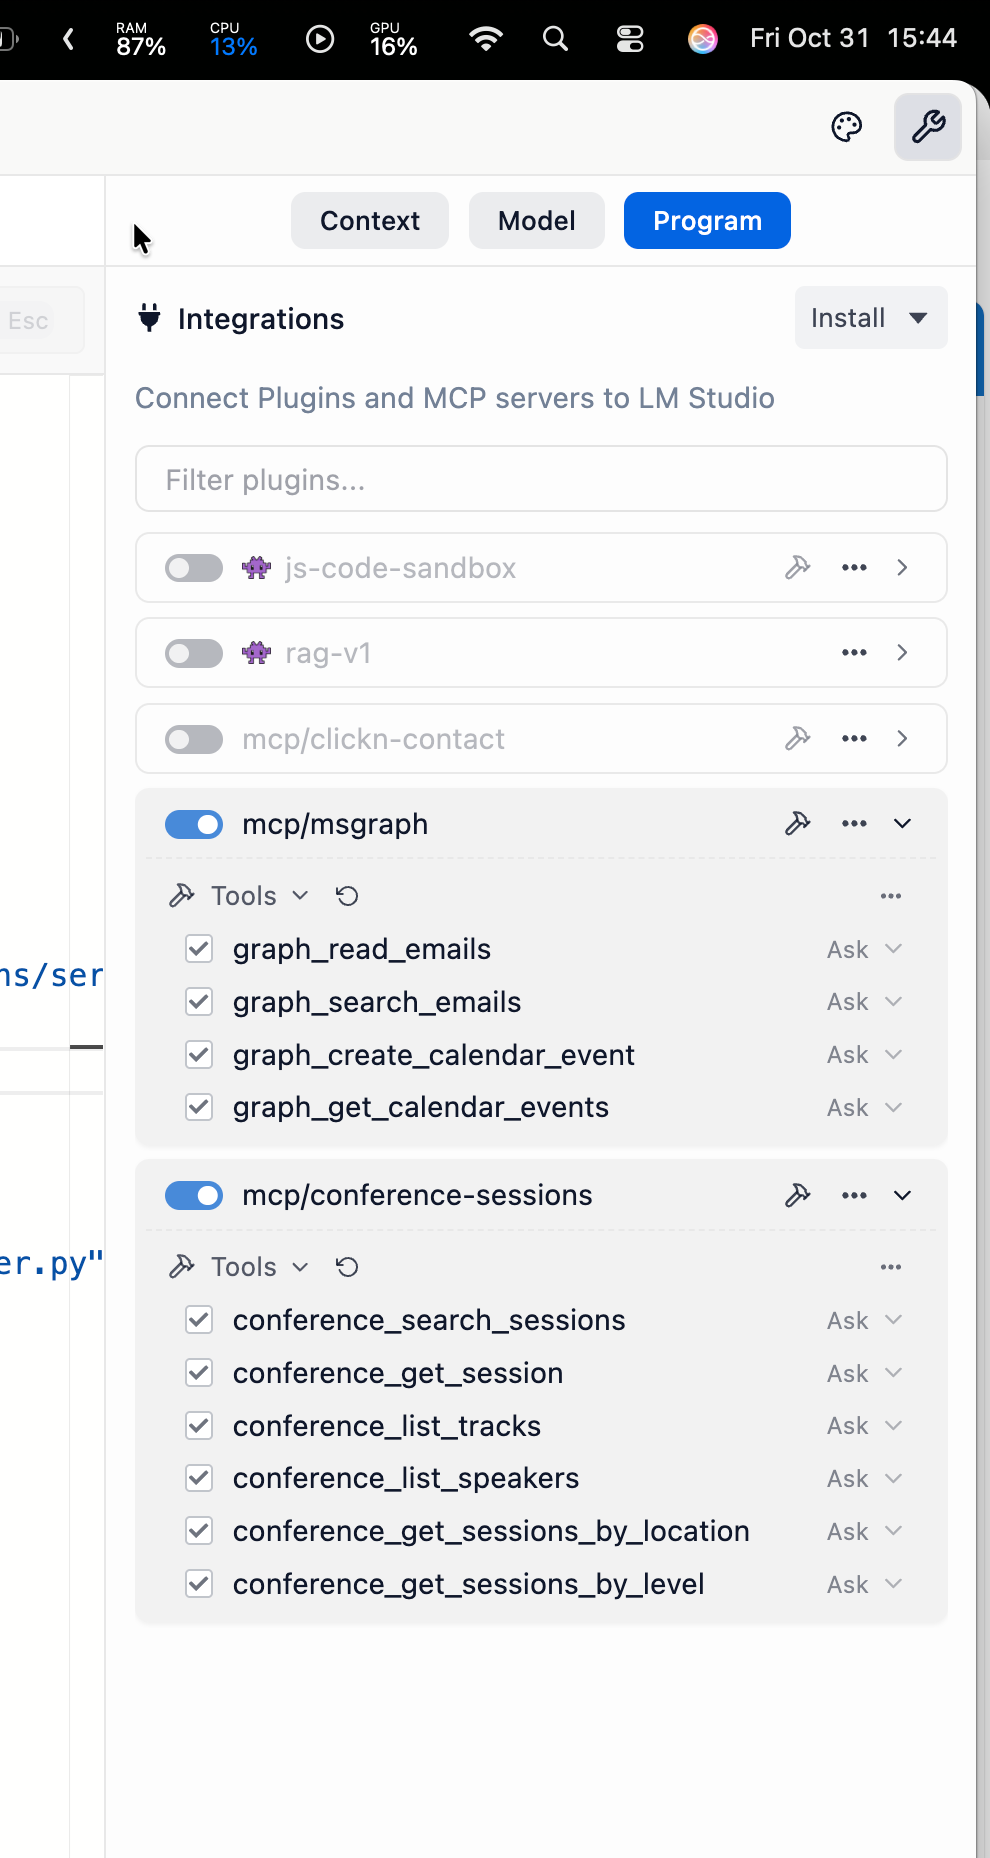 RAM CPU GPU
87% 13% 16% Fri Oct 31 15:44
Context Model Program
Integrations Install
Esc
Connect Plugins and MCP servers to LM Studio
Filter plugins...
js-code-sandbox
rag-v1
mcp/clickn-contact
mcp/msgraph
Tools
graph_read_emails Ask
ns/ser
graph_search_emails Ask
graph_create_calendar_event Ask
graph_get_calendar_events Ask
mcp/conference-sessions
er.py"
Tools
conference_search_sessions Ask
conference_get_session Ask
conference_list_tracks Ask
conference_list_speakers Ask
conference_get_sessions_by_location Ask
conference_get_sessions_by_level Ask